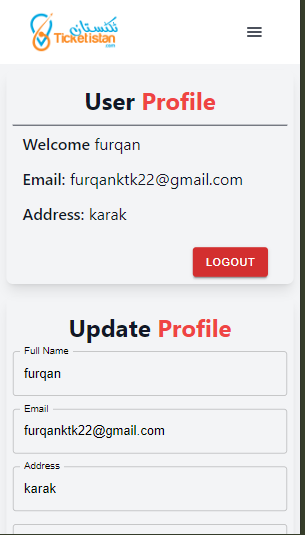 ٹکٹستان
Ticketistan
.com
User Profile
Welcome furqan
Email: furqanktk22@gmail.com
Address: karak
LOGOUT
Update Profile
Full Name
furqan
Email
furqanktk22@gmail.com
Address
karak